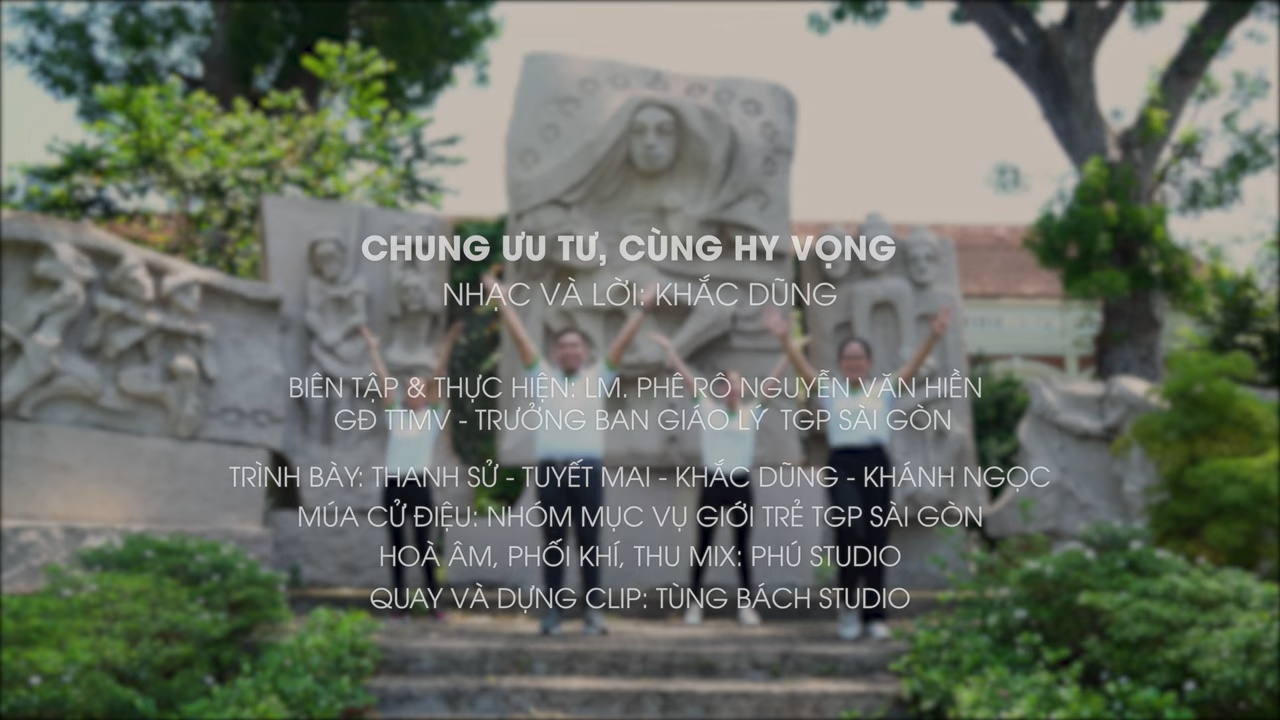 CHUNG ƯU TƯ, CÙNG HY VỌNG
NHẠC VÀ LỜI: KHẮC DŨNG
BIÊN TẬP & THỰC HIỆN: LM. PHÊ RÔ NGUYỄN VĂN HIỀN
GĐ TTMV - TRƯỞNG BAN GIÁO LÝ TGP SÀI GÒN
TRÌNH BÀY: THANH SỬ - TUYẾT MAI - KHẮC DŨNG - KHÁNH NGỌC
MÚA CỬ ĐIỆU: NHÓM MỤC VỤ GIỚI TRẺ TGP SÀI GÒN
HOÀ ÂM, PHỐI KHÍ, THU MIX: PHÚ STUDIO
QUAY VÀ DỰNG CLIP: TÙNG BÁCH STUDIO